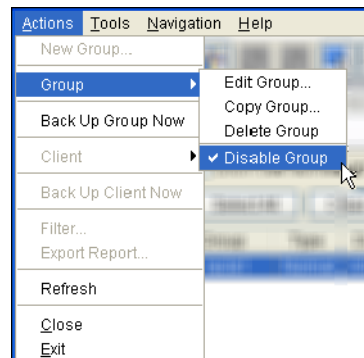 Actions Tools Navigation Help
New Group...
Group
Edit Group...
Copy Group...
Delete Group
Disable Group
Back Up Group Now
Client
Back Up Client Now
Filter...
Export Report...
Refresh
Close
Exit